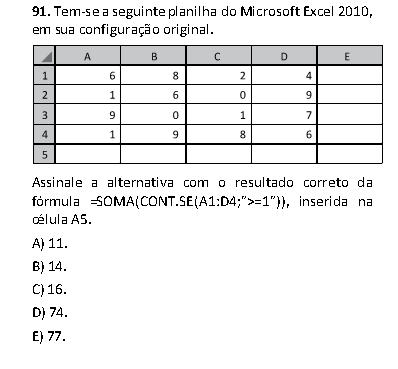 91. Tem-se a seguinte planilha do Microsoft Excel 2010,
em sua configuração original.
A B C D E
1 6 8 2 4
2 1 6 0 9
3 9 0 1 7
4 1 9 8 6
5
Assinale a alternativa com o resultado correto da
fórmula =SOMA(CONT.SE(A1:D4;”>=1”)), inserida na
célula A5.
A) 11.
B) 14.
C) 16.
D) 74.
E) 77.